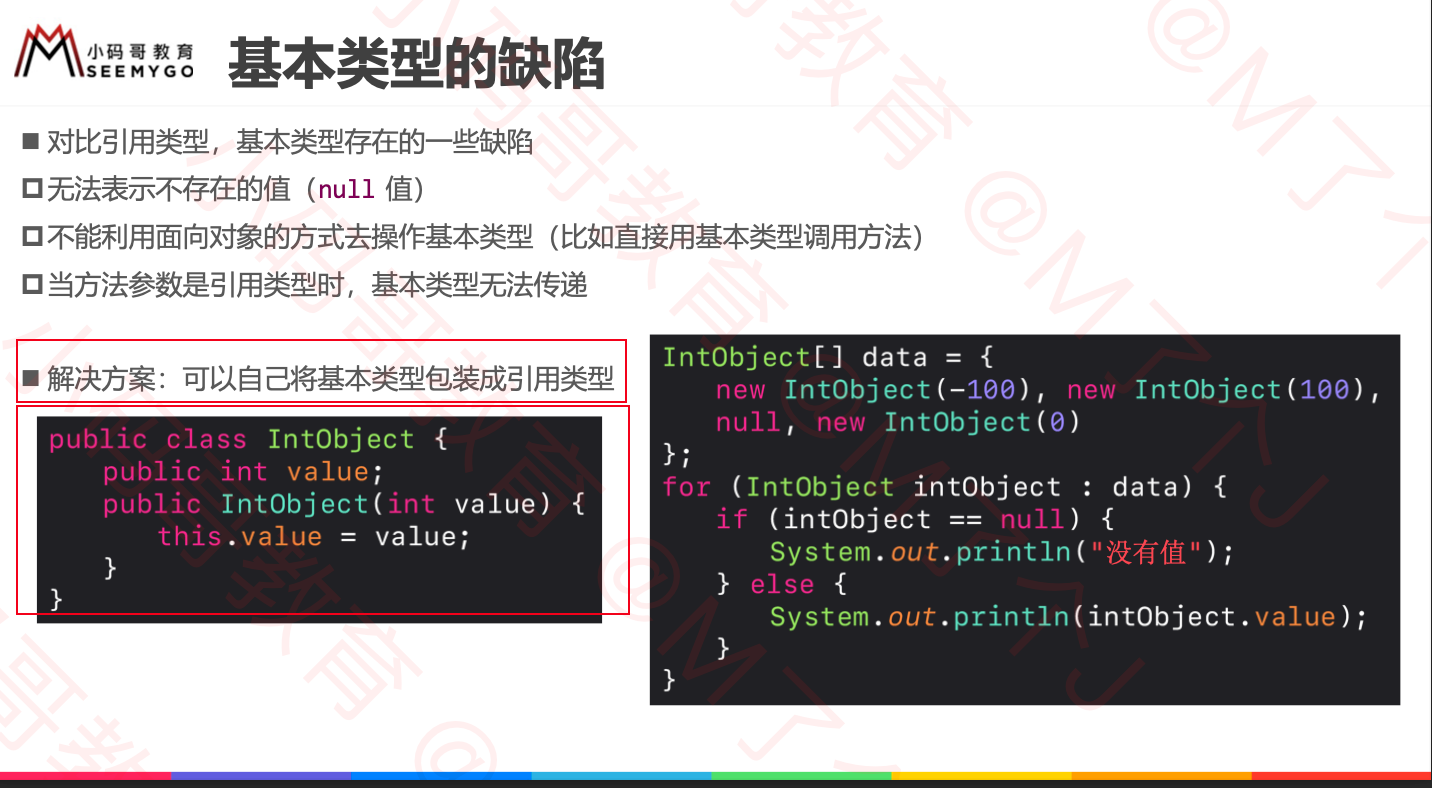 小码哥教育
SEEMYGO
基本类型的缺陷
对比引用类型，基本类型存在的一些缺陷
无法表示不存在的值（null 值）
不能利用面向对象的方式去操作基本类型（比如直接用基本类型调用方法）
当方法参数是引用类型时，基本类型无法传递
解决方案：可以自己将基本类型包装成引用类型
public class IntObject {
public int value;
public IntObject(int value) {
this.value = value;
}
}
IntObject[] data = {
new IntObject(-100), new IntObject(100),
null, new IntObject(0)
};
for (IntObject intObject : data) {
if (intObject == null) {
System.out.println("没有值");
} else {
System.out.println(intObject.value);
}
}
小码哥教育 @M了个J